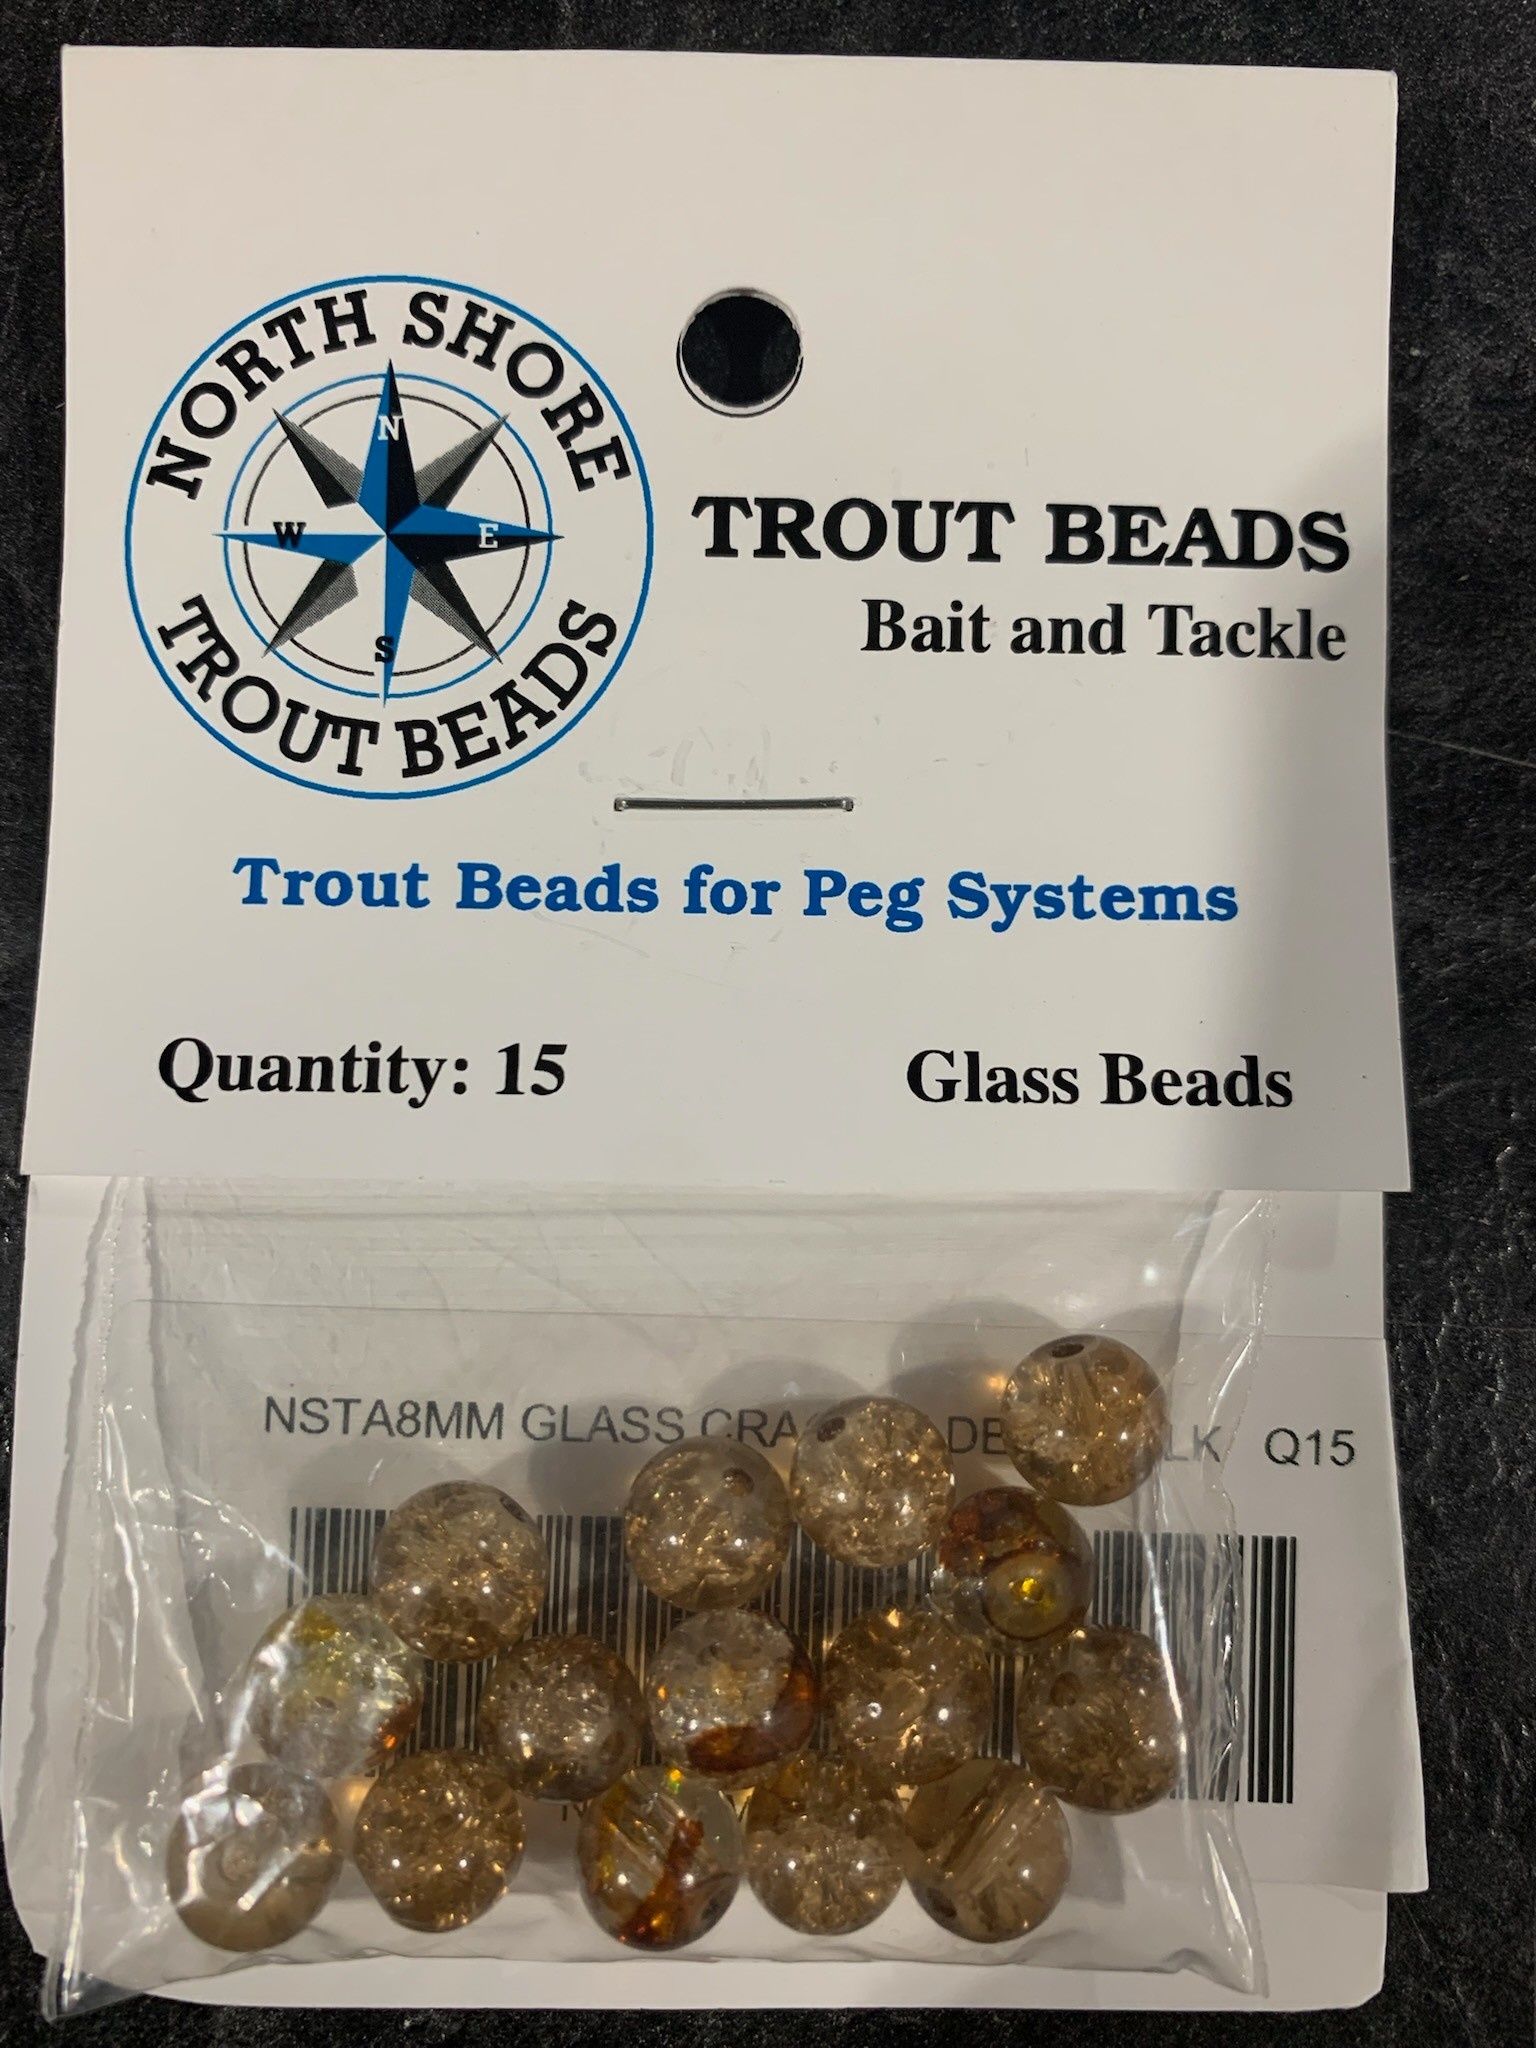 NORTH SHORE
N
W E
S
TROUT BEADS
TROUT BEADS
Bait and Tackle
Trout Beads for Peg Systems
Quantity: 15 Glass Beads
NSTA8MM GLASS Q15